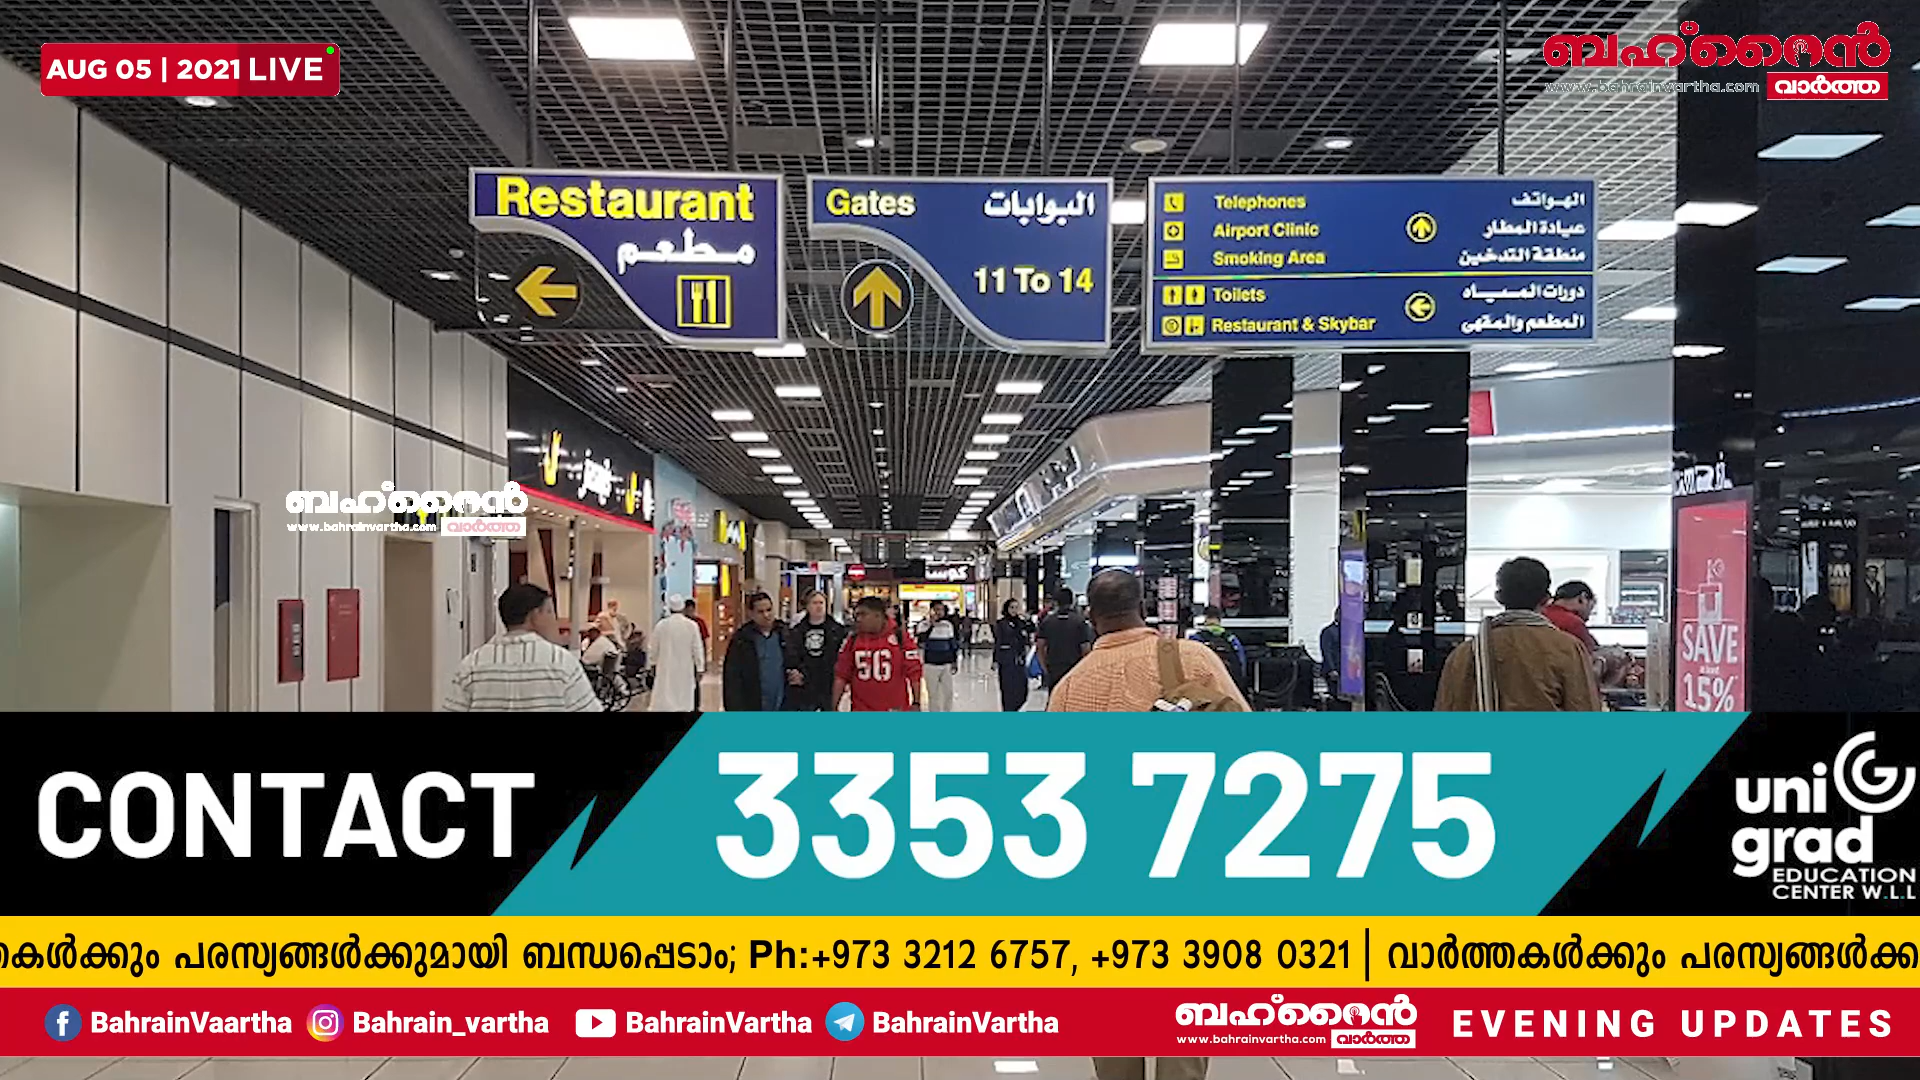 AUG 05 | 2021 LIVE
ബഹ്റൈൻ
www.bahrainvartha.com വാർത്ത
Restaurant
مطعم
Gates البوابات
11 To 14
Telephones الهواتف
Airport Clinic عيادة المطار
Smoking Area منطقة التدخين
Toilets دورات المياه
Restaurant & Skybar المطعم والمقهى
ബഹ്റൈൻ
www.bahrainvartha.com വാർത്ത
56
SAVE
15%
CONTACT 3353 7275
uni
grad
EDUCATION
CENTER W.L.L
കൾക്കും പരസ്യങ്ങൾക്കുമായി ബന്ധപ്പെടാം; Ph:+973 3212 6757, +973 3908 0321 | വാർത്തകൾക്കും പരസ്യങ്ങൾക്ക
BahrainVaartha Bahrain_vartha BahrainVartha BahrainVartha
ബഹ്റൈൻ
www.bahrainvartha.com വാർത്ത
EVENING UPDATES